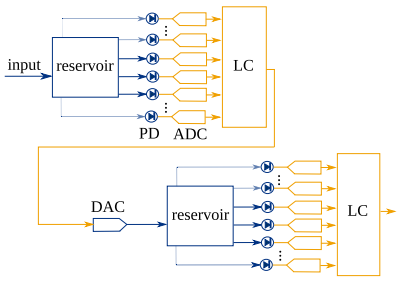 input
reservoir
LC
PD
ADC
DAC
reservoir
LC